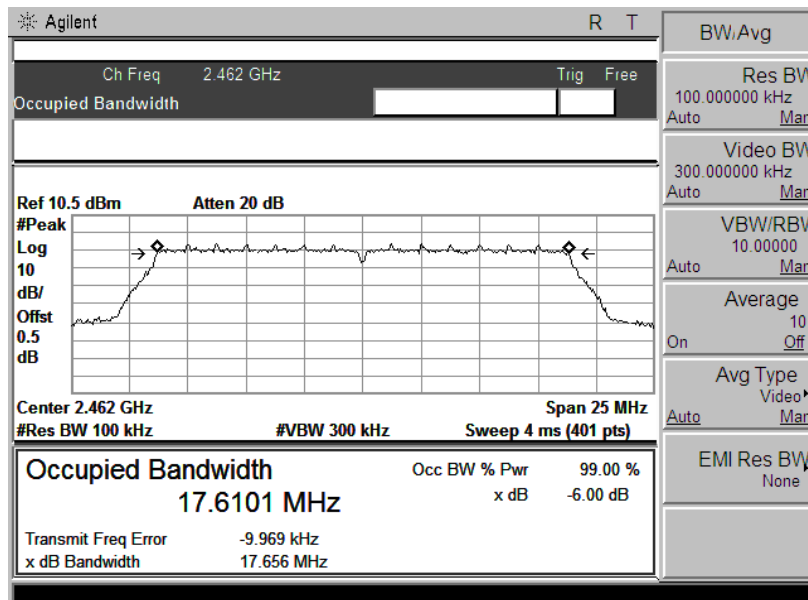 Agilent R T
Ch Freq 2.462 GHz Trig Free
Occupied Bandwidth
Ref 10.5 dBm Atten 20 dB
#Peak
Log
10
dB/
Offst
0.5
dB
Center 2.462 GHz Span 25 MHz
#Res BW 100 kHz #VBW 300 kHz Sweep 4 ms (401 pts)
Occupied Bandwidth Occ BW % Pwr 99.00 %
17.6101 MHz x dB -6.00 dB
Transmit Freq Error -9.969 kHz
x dB Bandwidth 17.656 MHz
BW/Avg
Res BW
100.000000 kHz
Auto Man
Video BW
300.000000 kHz
Auto Man
VBW/RBW
10.00000
Auto Man
Average
10
On Off
Avg Type
Video
Auto Man
EMI Res BW
None